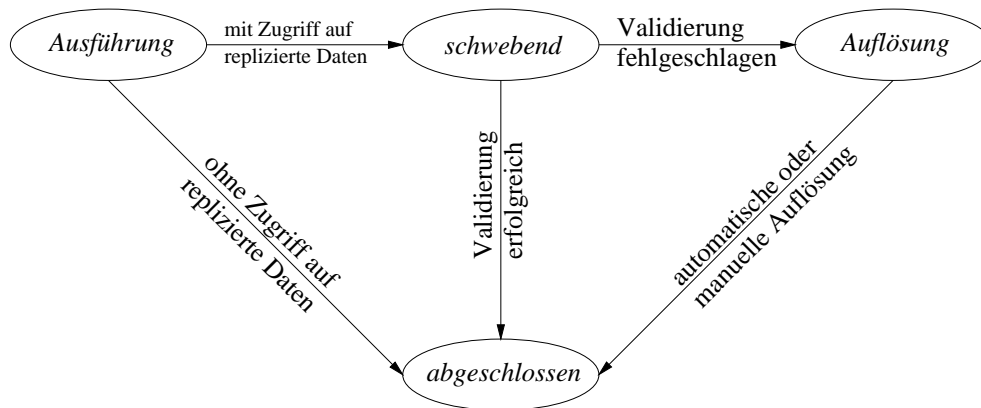 Ausführung
mit Zugriff auf
replizierte Daten
schwebend
Validierung
fehlgeschlagen
Auflösung
ohne Zugriff auf
replizierte Daten
Validierung
erfolgreich
automatische oder
manuelle Auflösung
abgeschlossen